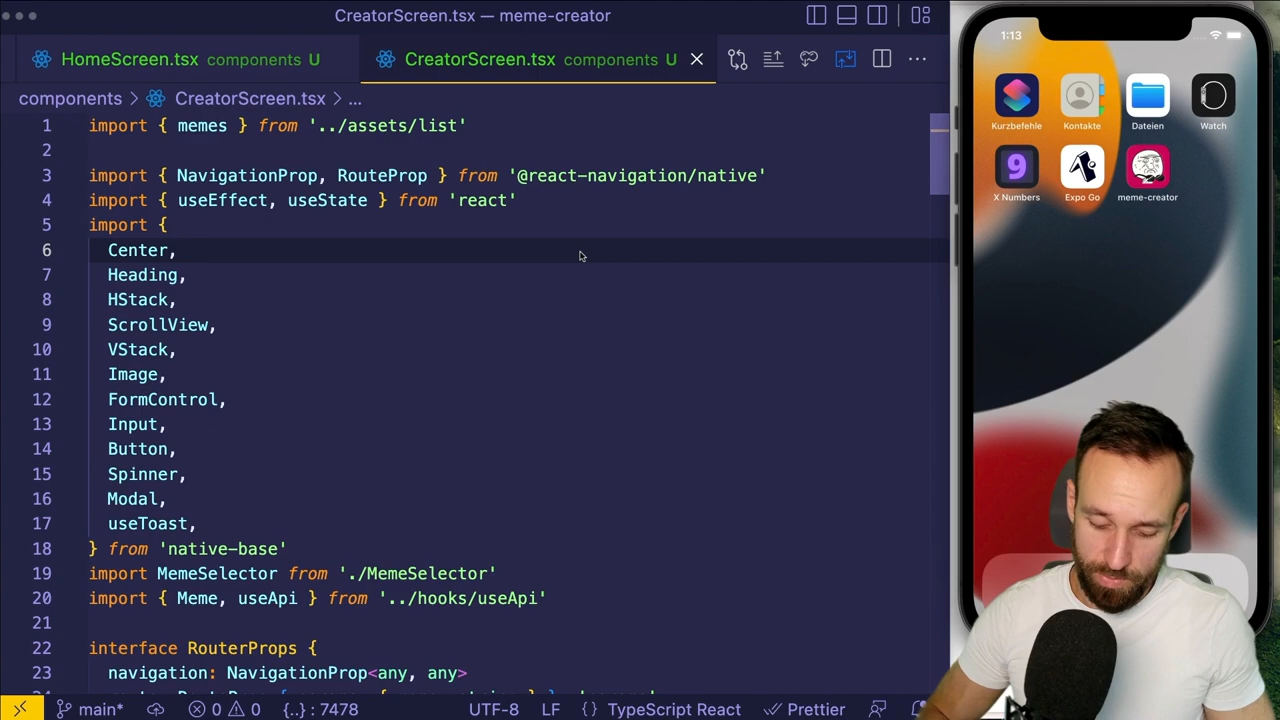 CreatorScreen.tsx — meme-creator
HomeScreen.tsx components U
CreatorScreen.tsx components U
components > CreatorScreen.tsx > ...
1 import { memes } from '../assets/list'
2
3 import { NavigationProp, RouteProp } from '@react-navigation/native'
4 import { useEffect, useState } from 'react'
5 import {
6 Center,
7 Heading,
8 HStack,
9 ScrollView,
10 VStack,
11 Image,
12 FormControl,
13 Input,
14 Button,
15 Spinner,
16 Modal,
17 useToast,
18 } from 'native-base'
19 import MemeSelector from './MemeSelector'
20 import { Meme, useApi } from '../hooks/useApi'
21
22 interface RouterProps {
23 navigation: NavigationProp<any, any>
main* 0 0 {..} : 7478 UTF-8 LF {} TypeScript React Prettier
1:13
Kurzbefehle Kontakte Dateien Watch
9
X Numbers Expo Go meme-creator